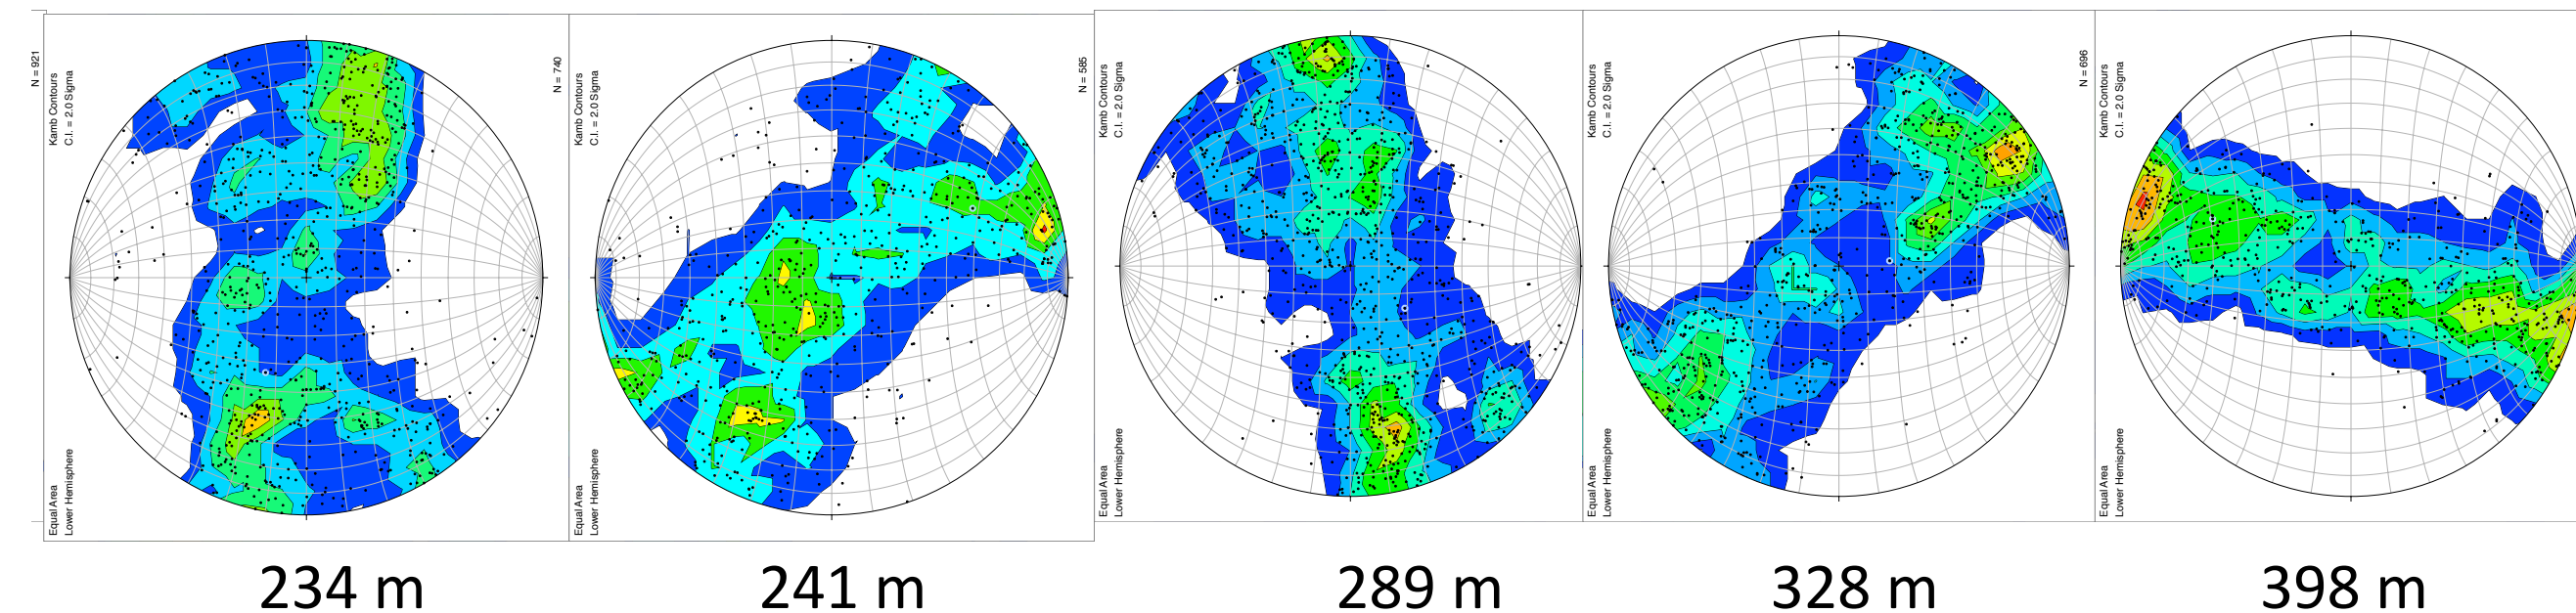 N = 921
Kamb Contours
C.I. = 2.0 Sigma
Equal Area
Lower Hemisphere
N = 740
Kamb Contours
C.I. = 2.0 Sigma
Equal Area
Lower Hemisphere
N = 585
Kamb Contours
C.I. = 2.0 Sigma
Equal Area
Lower Hemisphere
Kamb Contours
C.I. = 2.0 Sigma
Equal Area
Lower Hemisphere
N = 696
Kamb Contours
C.I. = 2.0 Sigma
Equal Area
Lower Hemisphere
234 m
241 m
289 m
328 m
398 m